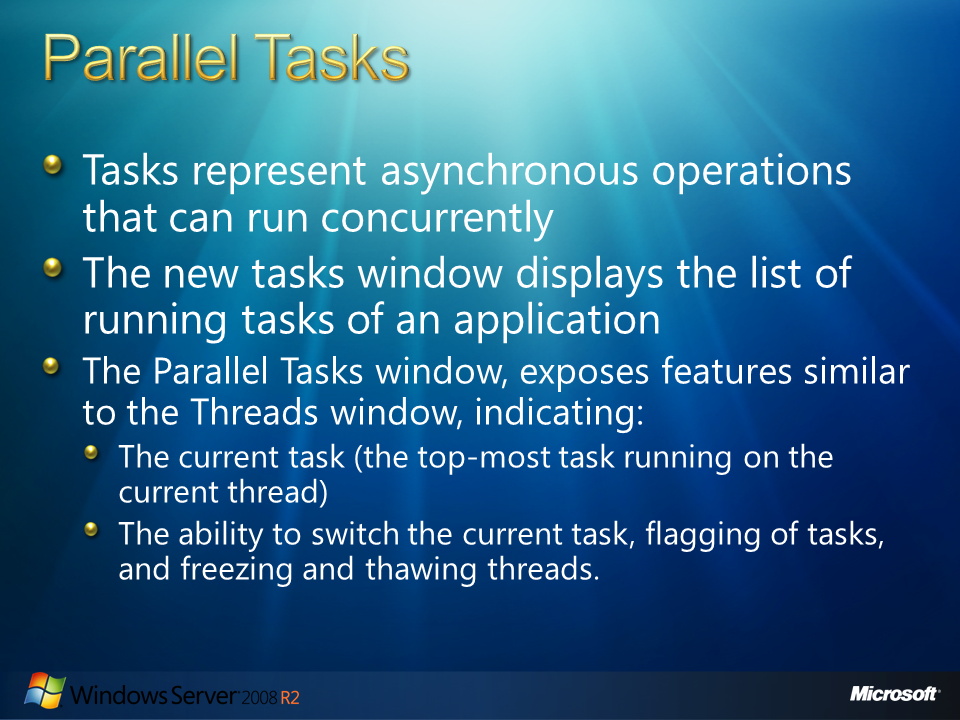 Parallel Tasks
Tasks represent asynchronous operations
that can run concurrently
The new tasks window displays the list of
running tasks of an application
The Parallel Tasks window, exposes features similar
to the Threads window, indicating:
The current task (the top-most task running on the
current thread)
The ability to switch the current task, flagging of tasks,
and freezing and thawing threads.
Windows Server 2008 R2
Microsoft